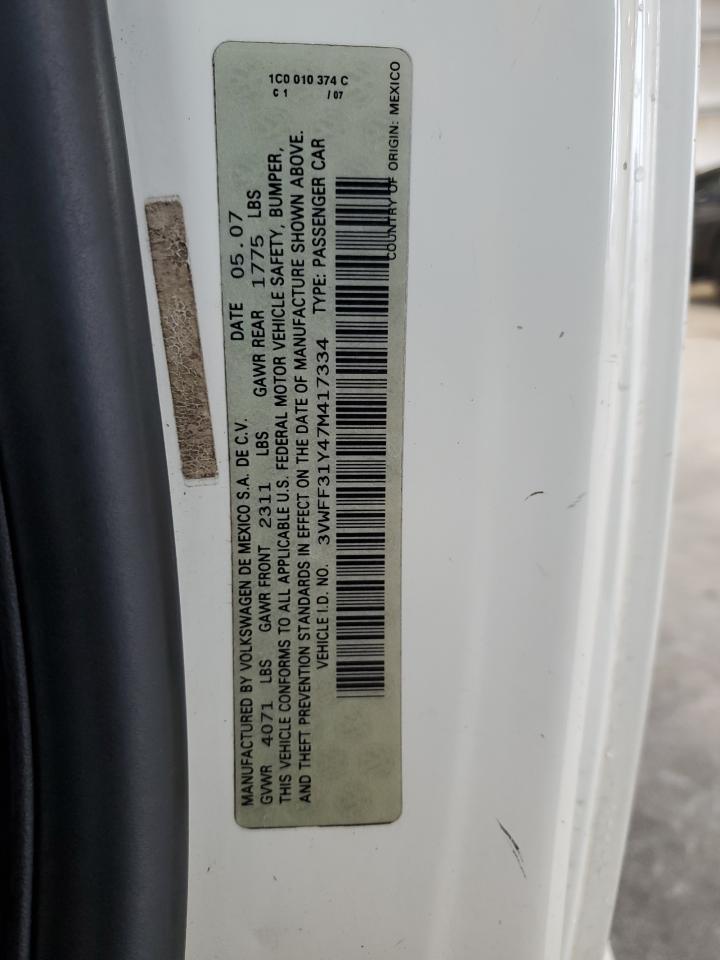 1C0 010 374 C
C 1 / 07
MANUFACTURED BY VOLKSWAGEN DE MEXICO S.A. DE C.V. DATE 05.07
GVWR 4071 LBS GAWR FRONT 2311 LBS GAWR REAR 1775 LBS
THIS VEHICLE CONFORMS TO ALL APPLICABLE U.S. FEDERAL MOTOR VEHICLE SAFETY, BUMPER,
AND THEFT PREVENTION STANDARDS IN EFFECT ON THE DATE OF MANUFACTURE SHOWN ABOVE.
VEHICLE I.D. NO. 3VWFF31Y47M417334 TYPE: PASSENGER CAR
COUNTRY OF ORIGIN: MEXICO